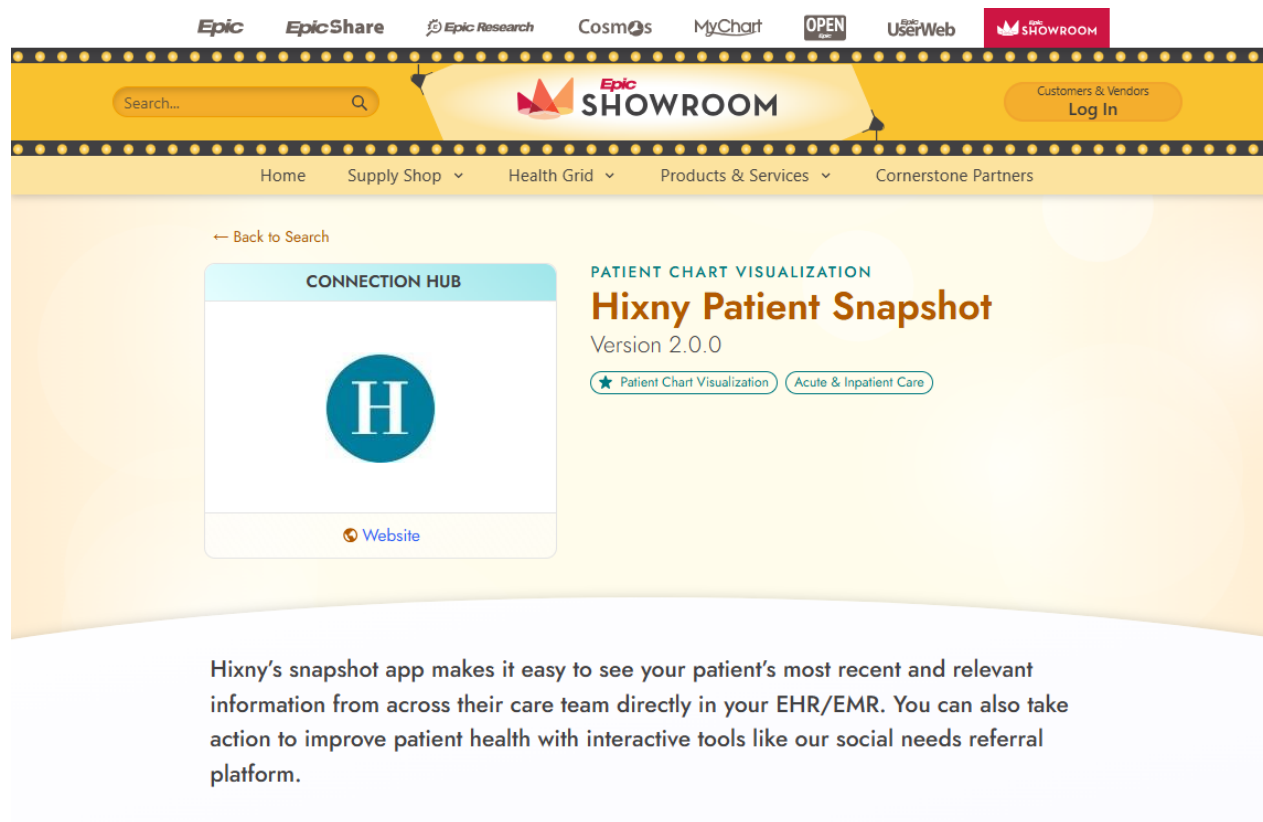 Epic
EpicShare
Epic Research
Cosmos
MyChart
OPEN
Epic
Epic
UserWeb
Epic
SHOWROOM
Search...
Epic
SHOWROOM
Customers & Vendors
Log In
Home
Supply Shop
Health Grid
Products & Services
Cornerstone Partners
← Back to Search
CONNECTION HUB
H
Website
PATIENT CHART VISUALIZATION
Hixny Patient Snapshot
Version 2.0.0
Patient Chart Visualization
Acute & Inpatient Care
Hixny’s snapshot app makes it easy to see your patient’s most recent and relevant
information from across their care team directly in your EHR/EMR. You can also take
action to improve patient health with interactive tools like our social needs referral
platform.